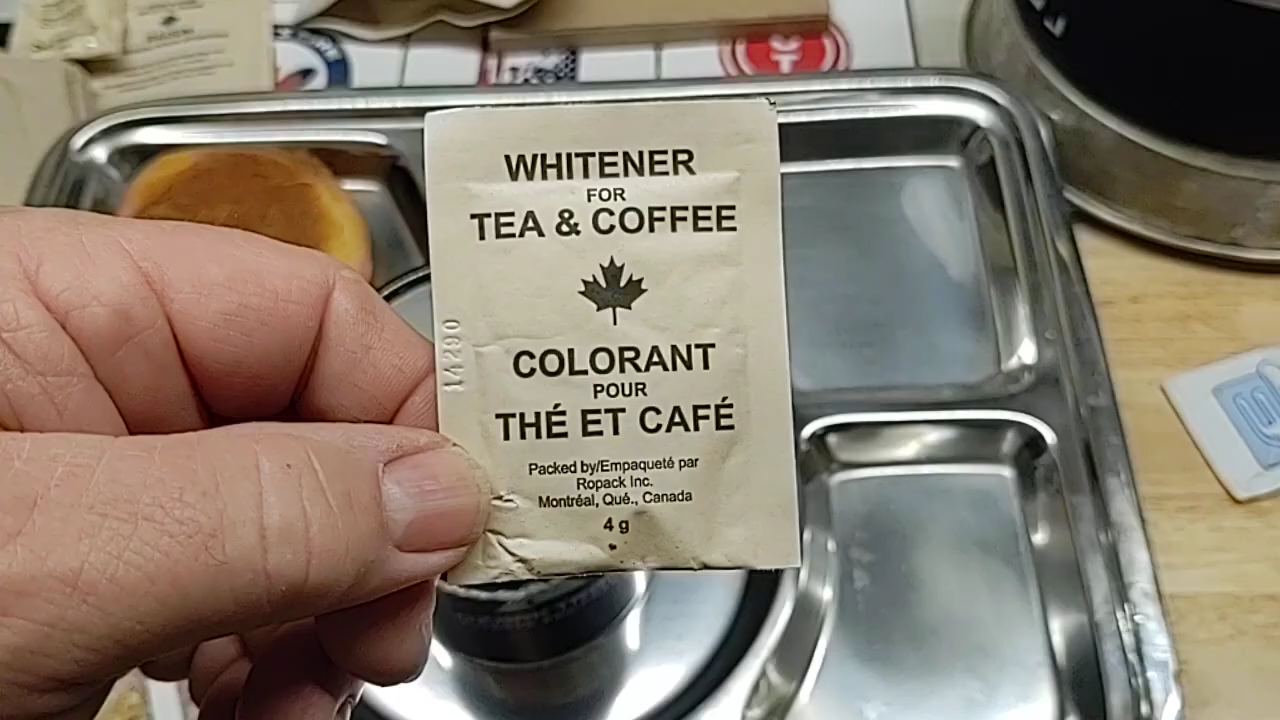 WHITENER
FOR
TEA & COFFEE
COLORANT
POUR
THÉ ET CAFÉ
Packed by/Empaqueté par
Ropack Inc.
Montréal, Qué., Canada
4 g
14290